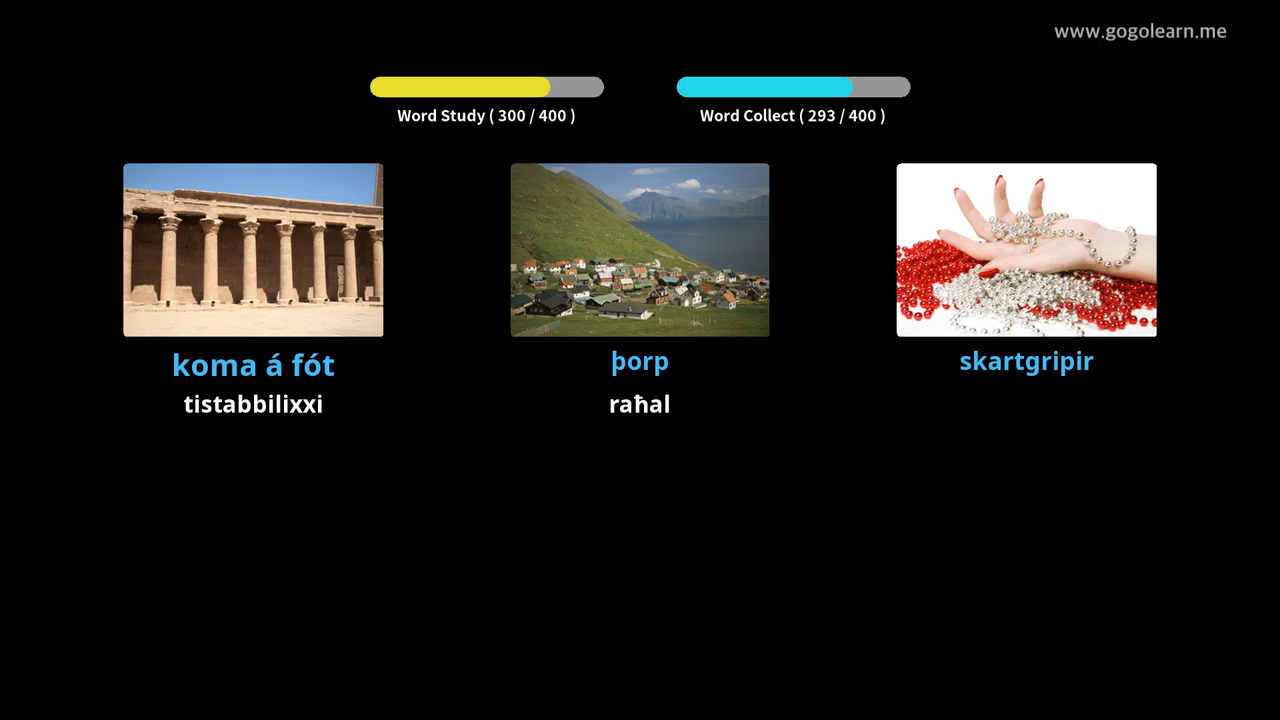 www.gogolearn.me
Word Study ( 300 / 400 )
Word Collect ( 293 / 400 )
koma á fót
þorp
skartgripir
tistabbilixxi
raħal